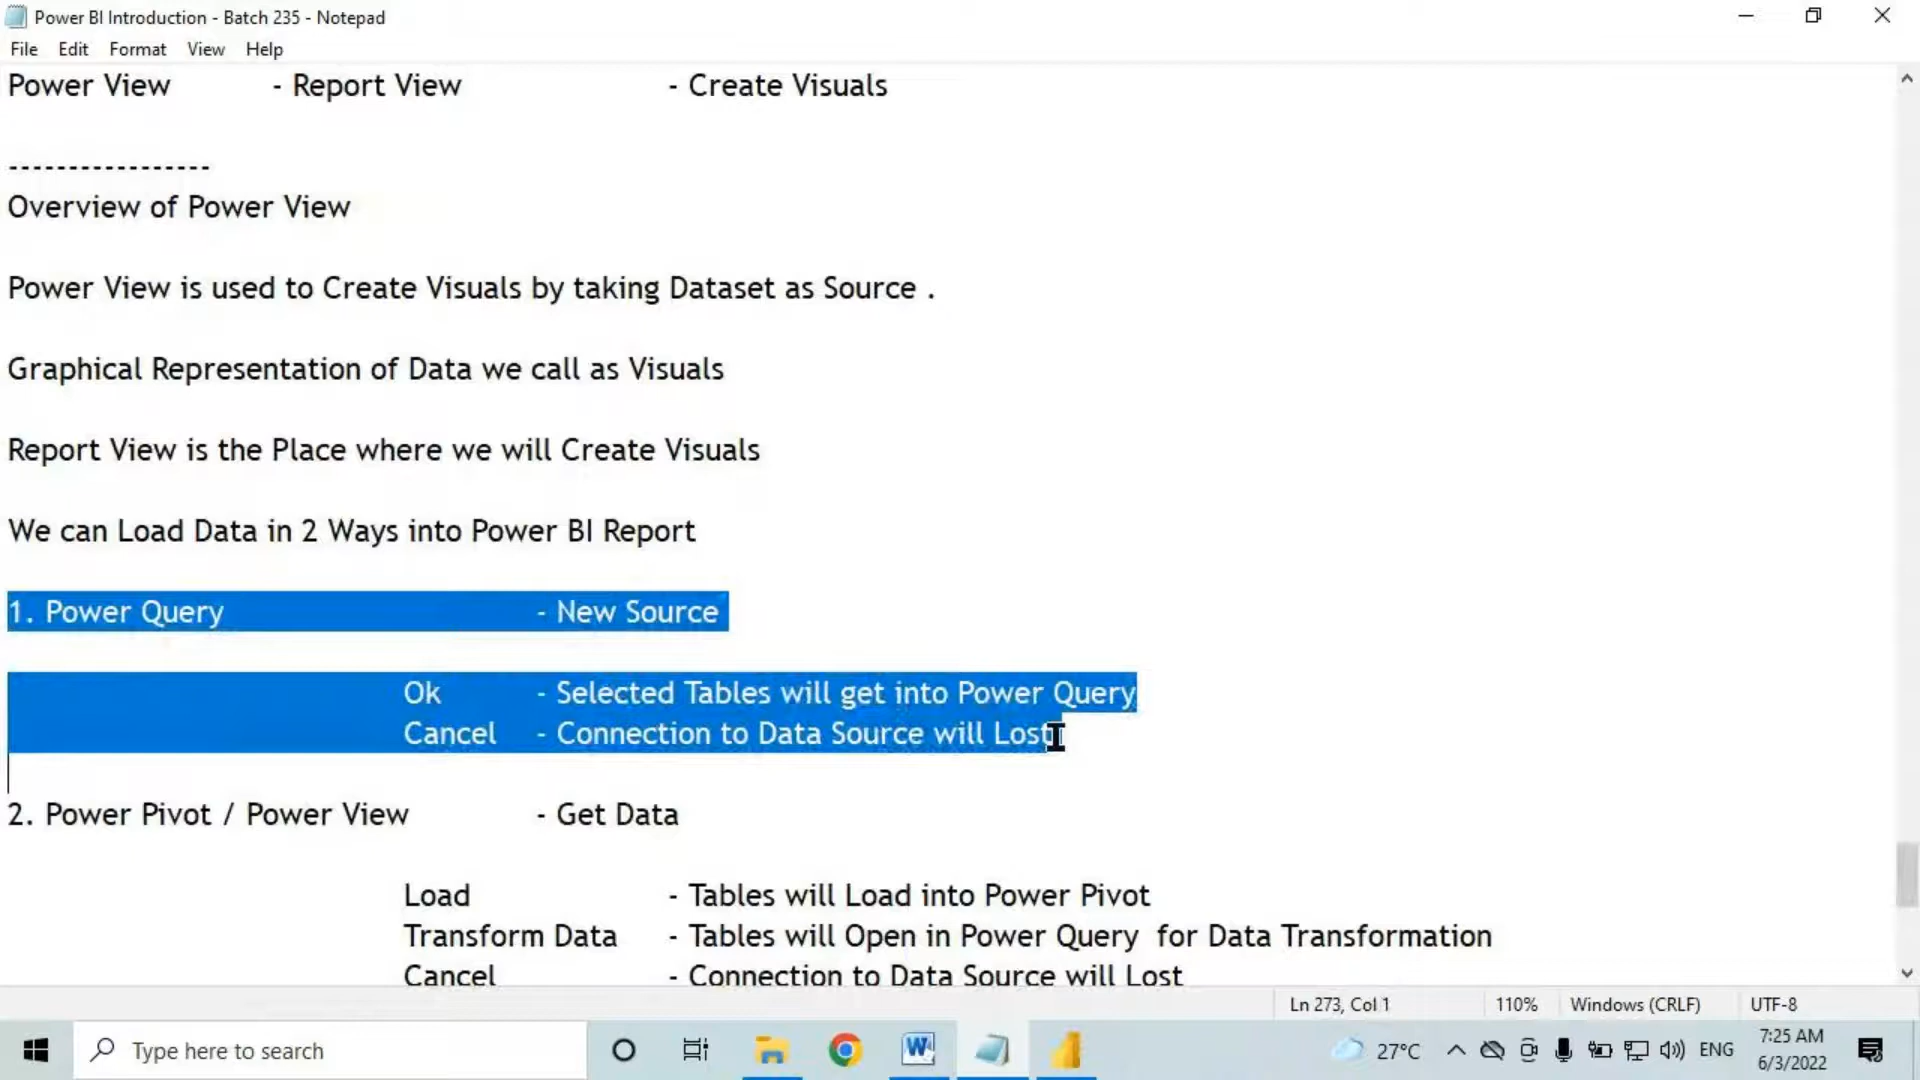 Power BI Introduction - Batch 235 - Notepad
File Edit Format View Help
Power View - Report View - Create Visuals
-----------------
Overview of Power View
Power View is used to Create Visuals by taking Dataset as Source .
Graphical Representation of Data we call as Visuals
Report View is the Place where we will Create Visuals
We can Load Data in 2 Ways into Power BI Report
1. Power Query - New Source
Ok - Selected Tables will get into Power Query
Cancel - Connection to Data Source will Lost
2. Power Pivot / Power View - Get Data
Load - Tables will Load into Power Pivot
Transform Data - Tables will Open in Power Query  for Data Transformation
Cancel - Connection to Data Source will Lost
Ln 273, Col 1 110% Windows (CRLF) UTF-8
Type here to search
27°C ENG
7:25 AM
6/3/2022